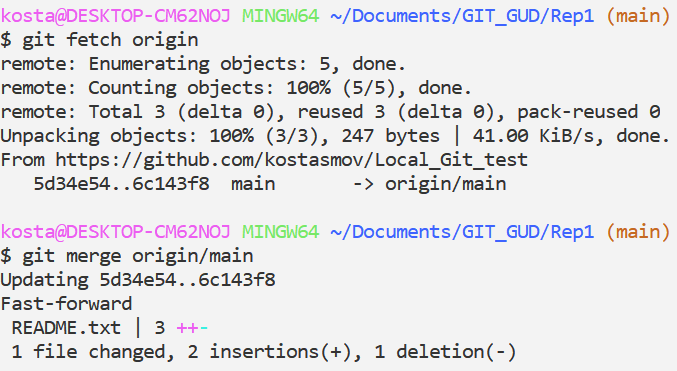 kosta@DESKTOP-CM62NOJ MINGW64 ~/Documents/GIT_GUD/Rep1 (main)
$ git fetch origin
remote: Enumerating objects: 5, done.
remote: Counting objects: 100% (5/5), done.
remote: Total 3 (delta 0), reused 3 (delta 0), pack-reused 0
Unpacking objects: 100% (3/3), 247 bytes | 41.00 KiB/s, done.
From https://github.com/kostasmov/Local_Git_test
   5d34e54..6c143f8  main       -> origin/main
kosta@DESKTOP-CM62NOJ MINGW64 ~/Documents/GIT_GUD/Rep1 (main)
$ git merge origin/main
Updating 5d34e54..6c143f8
Fast-forward
 README.txt | 3 ++-
 1 file changed, 2 insertions(+), 1 deletion(-)